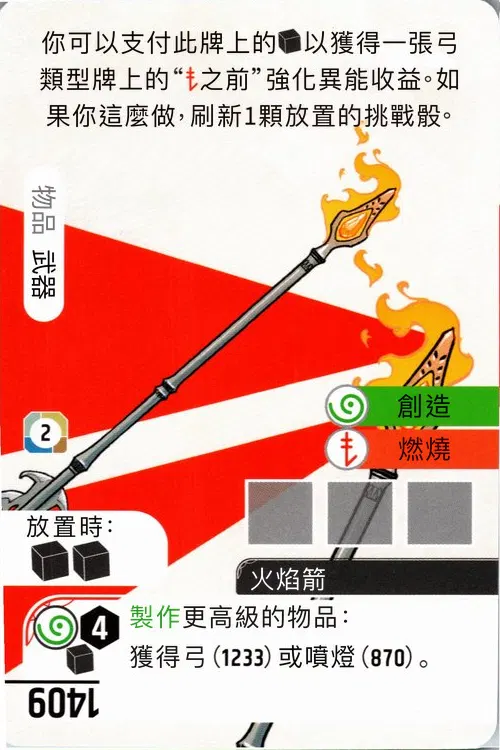 你可以支付此牌上的以獲得一張弓
類型牌上的“之前”強化異能收益。如
果你這麼做，刷新1顆放置的挑戰骰。
物品 武器
2
創造
燃燒
放置時：
火焰箭
4
製作更高級的物品：
獲得弓（1233）或噴燈（870）。
1409